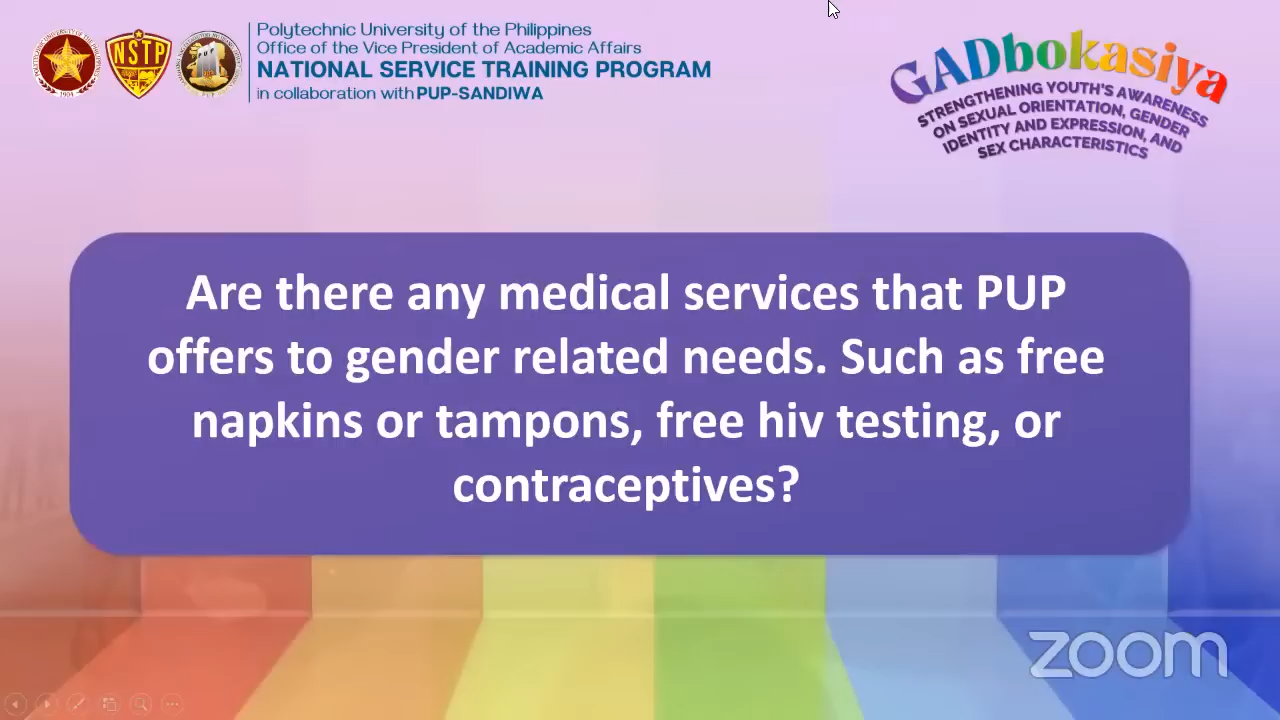 Polytechnic University of the Philippines
Office of the Vice President of Academic Affairs
NATIONAL SERVICE TRAINING PROGRAM
in collaboration with PUP-SANDIWA
NSTP
1904
GADbokasiya
STRENGTHENING YOUTH'S AWARENESS
ON SEXUAL ORIENTATION, GENDER
IDENTITY AND EXPRESSION, AND
SEX CHARACTERISTICS
Are there any medical services that PUP
offers to gender related needs. Such as free
napkins or tampons, free hiv testing, or
contraceptives?
zoom